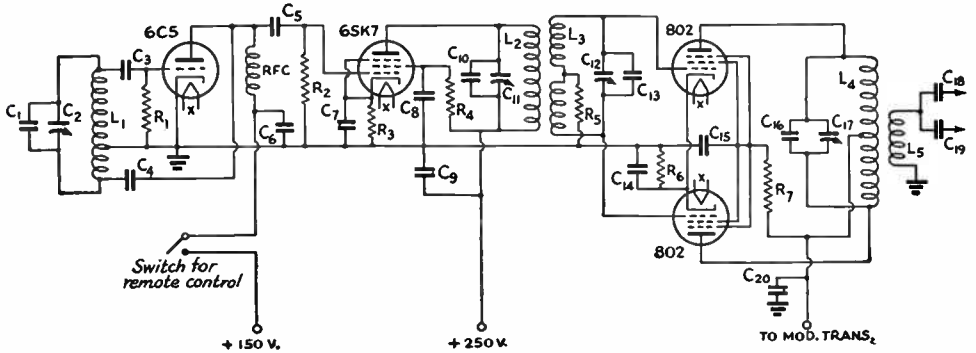 6C5
C5
6SK7
L2
L3
802
C3
RFC
C10
C12
L4
C18
C1
C2
L1
R1
R2
C7
C8
R4
C11
R5
C13
C15
C16
C17
L5
C19
C4
C6
R3
C9
C14
R6
R7
x
x
x
x
802
Switch for
remote control
C20
+150 V.
+250 V.
TO MOD. TRANS.